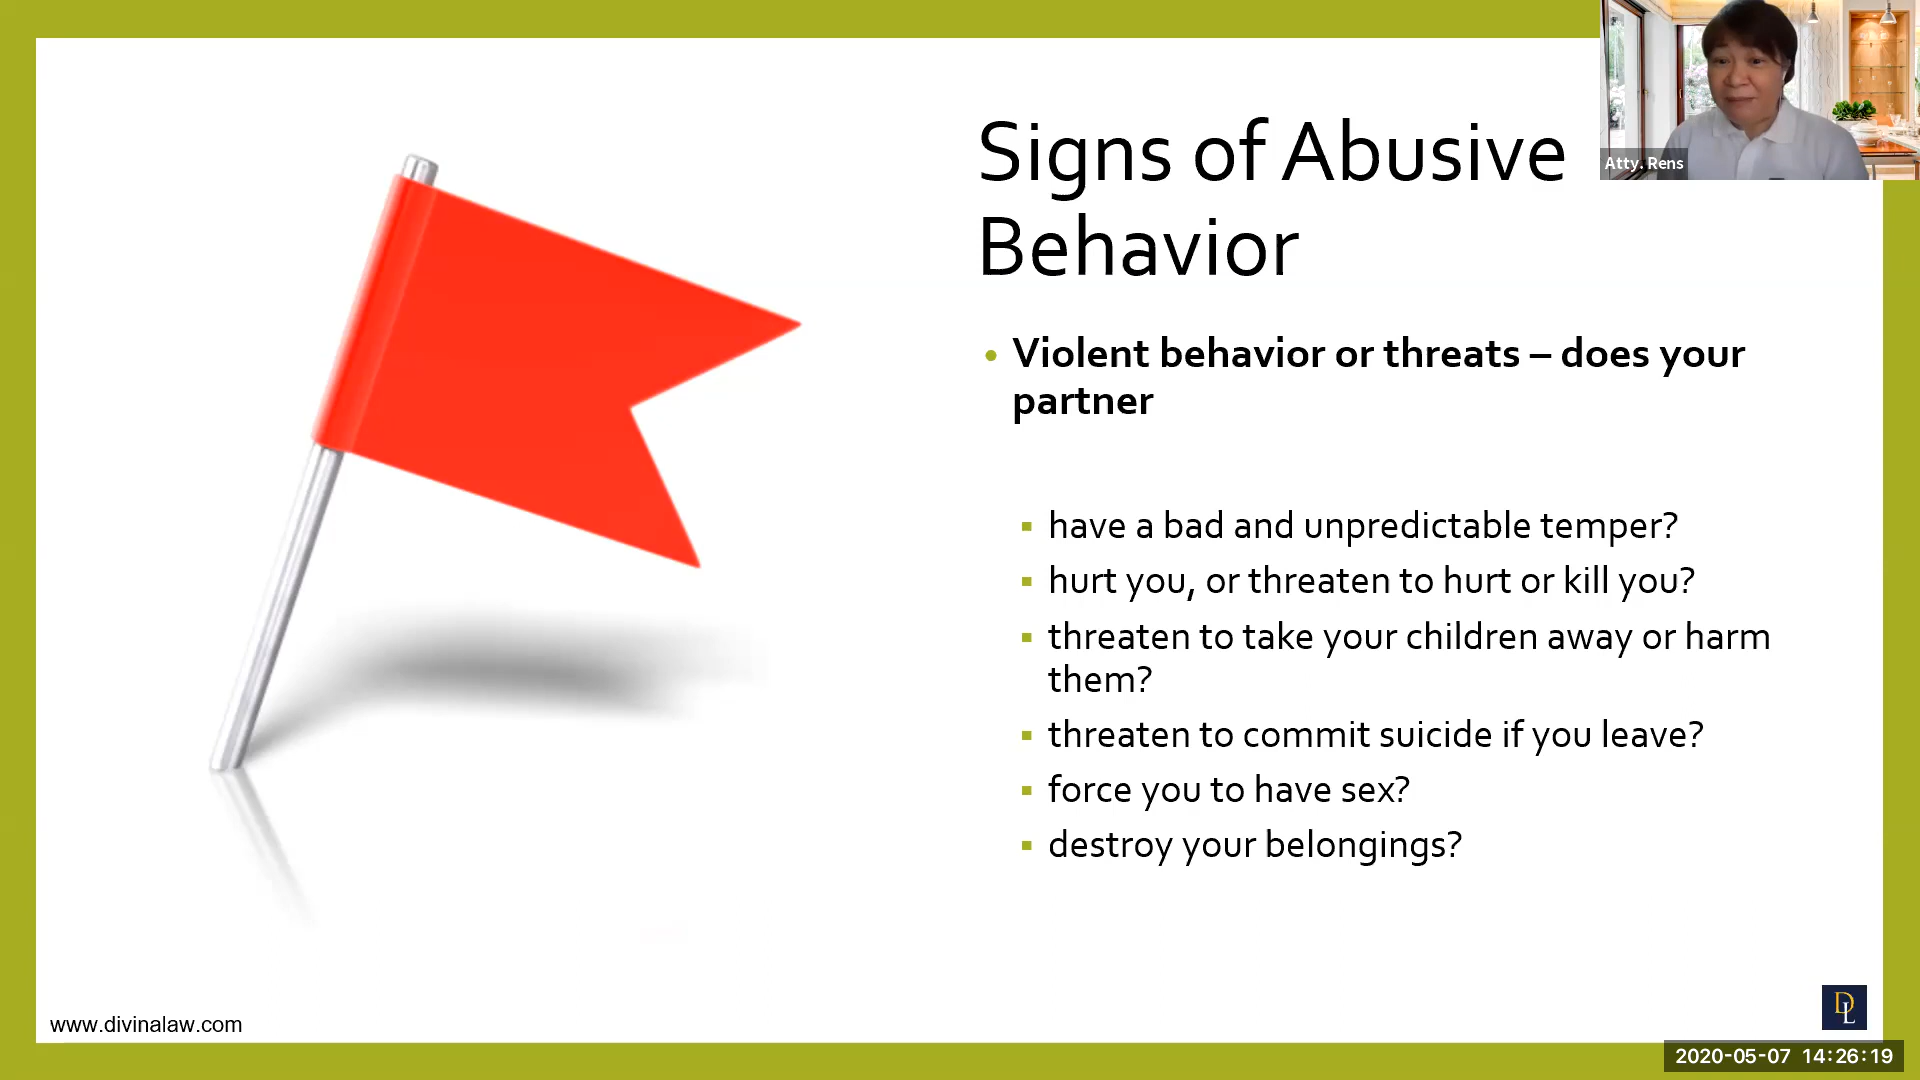 Signs of Abusive
Behavior
Atty. Rens
• Violent behavior or threats – does your
partner
▪ have a bad and unpredictable temper?
▪ hurt you, or threaten to hurt or kill you?
▪ threaten to take your children away or harm
them?
▪ threaten to commit suicide if you leave?
▪ force you to have sex?
▪ destroy your belongings?
www.divinalaw.com
DL
2020-05-07 14:26:19